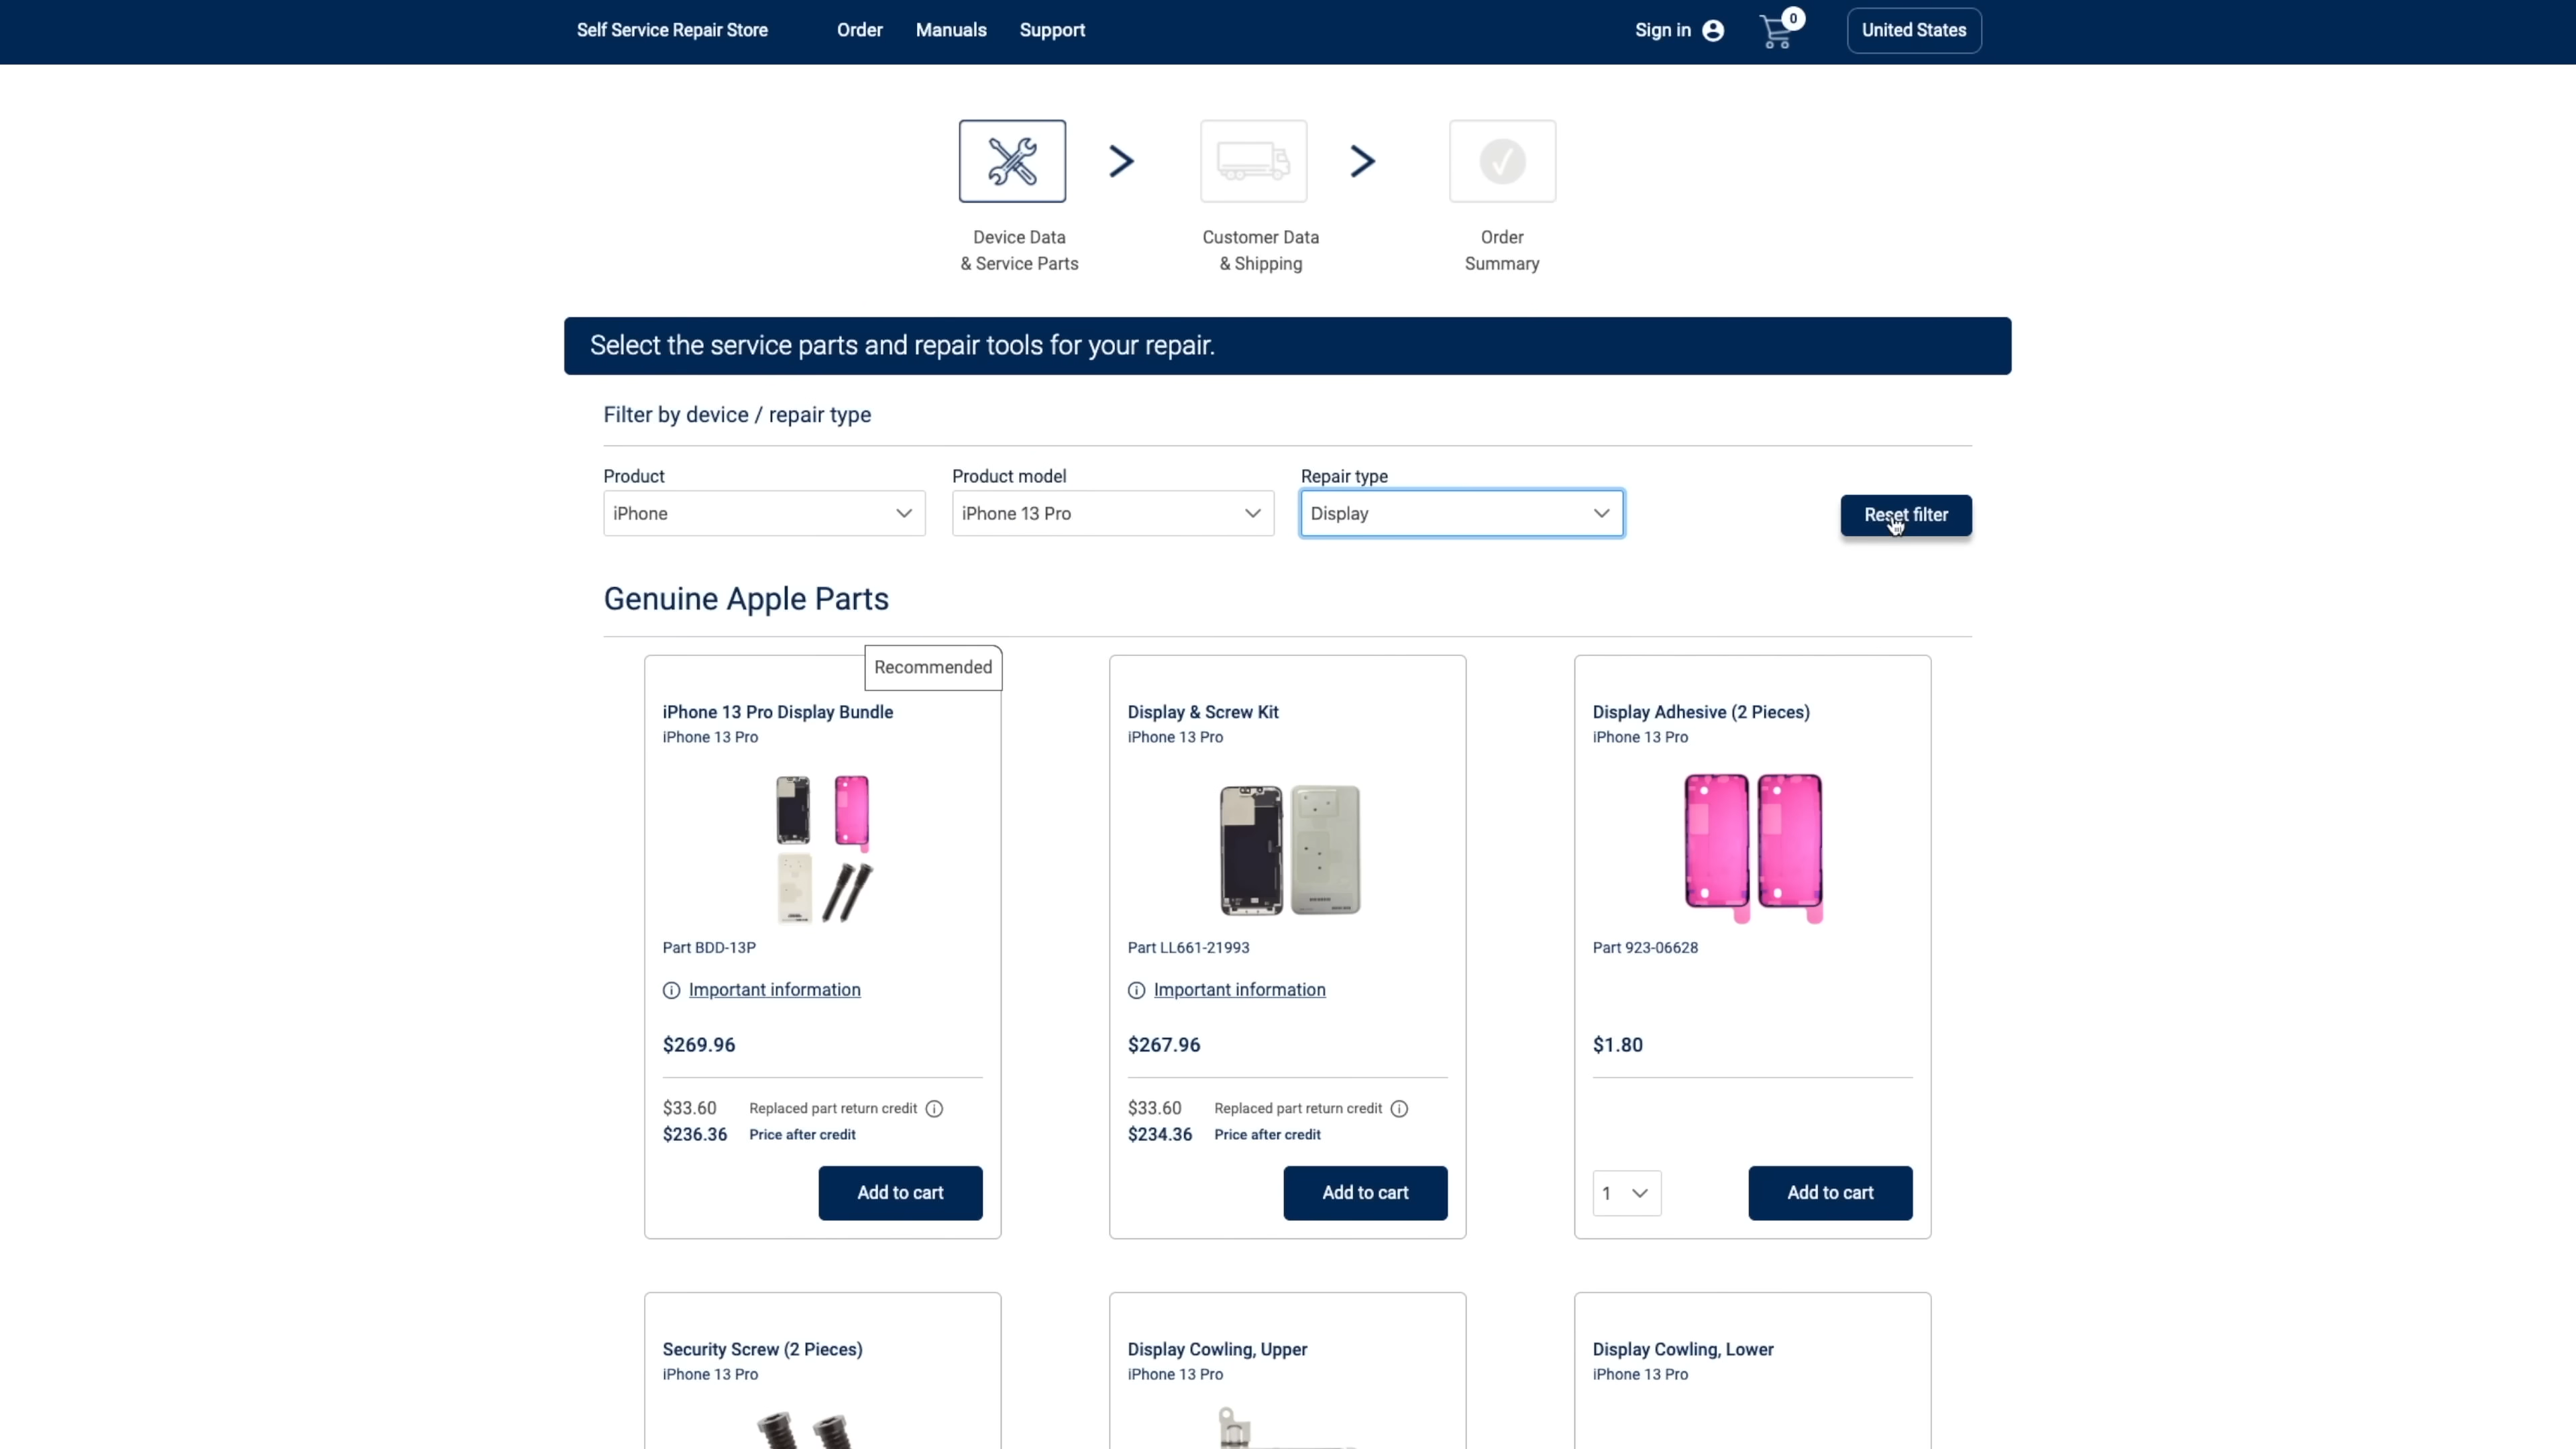 Self Service Repair Store Order Manuals Support Sign in 0 United States
Device Data
& Service Parts
Customer Data
& Shipping
Order
Summary
Select the service parts and repair tools for your repair.
Filter by device / repair type
Product Product model Repair type
iPhone iPhone 13 Pro Display Reset filter
Genuine Apple Parts
Recommended
iPhone 13 Pro Display Bundle
iPhone 13 Pro
Part BDD-13P
Important information
$269.96
$33.60 Replaced part return credit
$236.36 Price after credit
Add to cart
Display & Screw Kit
iPhone 13 Pro
Part LL661-21993
Important information
$267.96
$33.60 Replaced part return credit
$234.36 Price after credit
Add to cart
Display Adhesive (2 Pieces)
iPhone 13 Pro
Part 923-06628
$1.80
1 Add to cart
Security Screw (2 Pieces)
iPhone 13 Pro
Display Cowling, Upper
iPhone 13 Pro
Display Cowling, Lower
iPhone 13 Pro